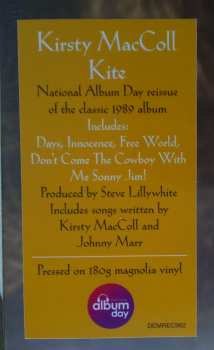 Kirsty MacColl
Kite
National Album Day reissue
of the classic 1989 album
Includes:
Days, Innocence, Free World,
Don't Come The Cowboy With
Me Sonny Jim!
Produced by Steve Lillywhite
Includes songs written by
Kirsty MacColl and
Johnny Marr
Pressed on 180g magnolia vinyl
album
day
DEMREC962